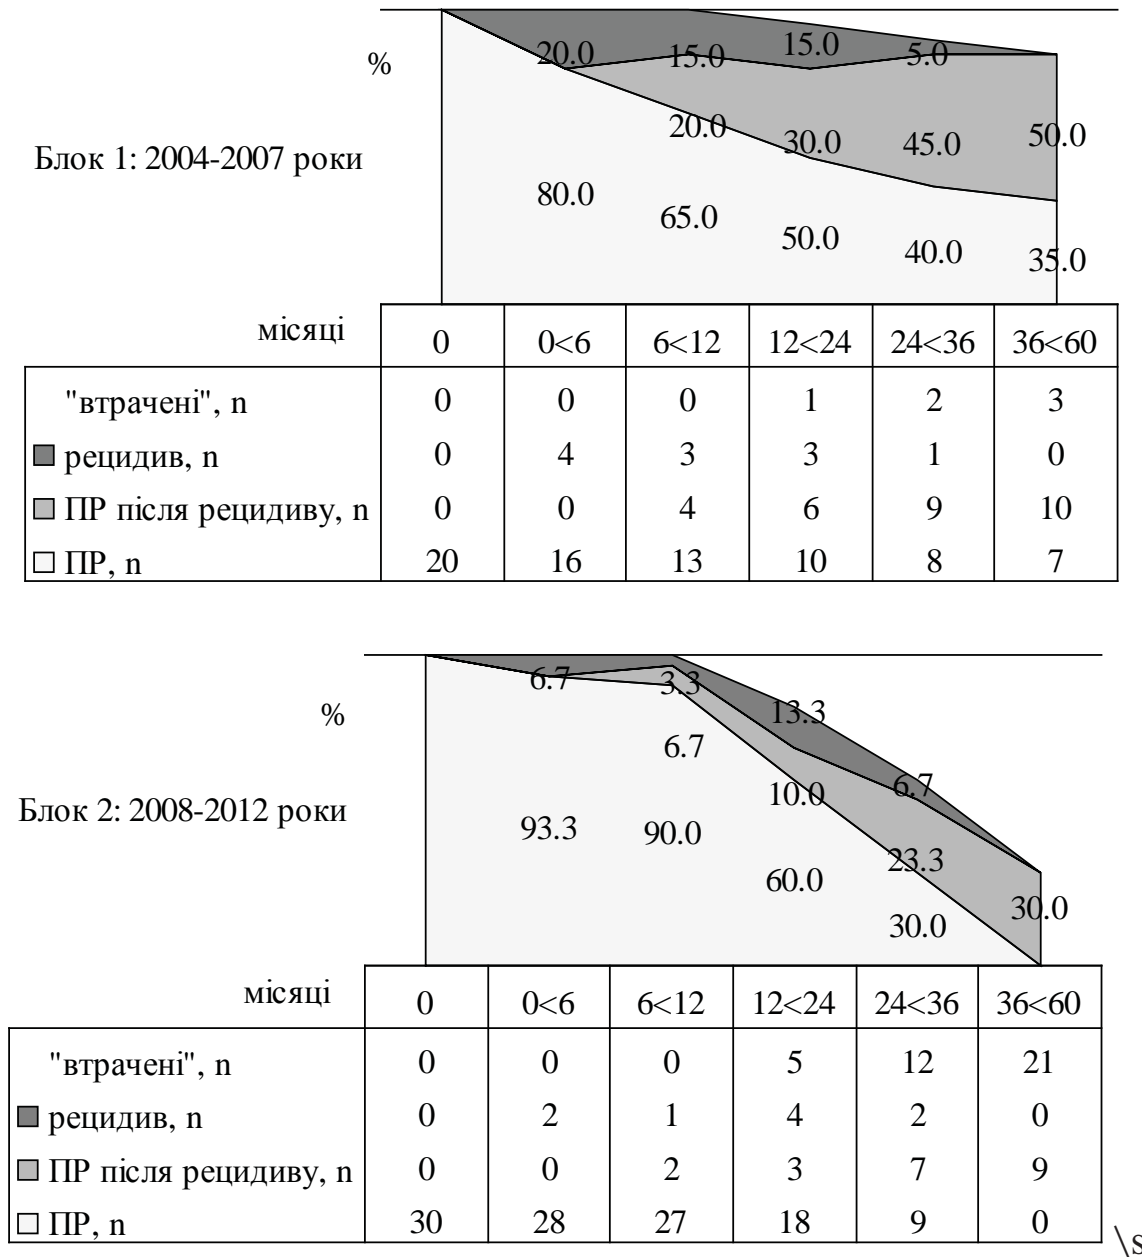 20.0 15.0 15.0 5.0
%
20.0 30.0 45.0 50.0
Блок 1: 2004-2007 роки
80.0 65.0 50.0 40.0 35.0
місяці 0 0<6 6<12 12<24 24<36 36<60
"втрачені", n 0 0 0 1 2 3
рецидив, n 0 4 3 3 1 0
ПР після рецидиву, n 0 0 4 6 9 10
ПР, n 20 16 13 10 8 7
6.7 3.3 13.3 6.7
%
6.7 10.0 23.3 30.0
Блок 2: 2008-2012 роки
93.3 90.0 60.0 30.0
місяці 0 0<6 6<12 12<24 24<36 36<60
"втрачені", n 0 0 0 5 12 21
рецидив, n 0 2 1 4 2 0
ПР після рецидиву, n 0 0 2 3 7 9
ПР, n 30 28 27 18 9 0
\s